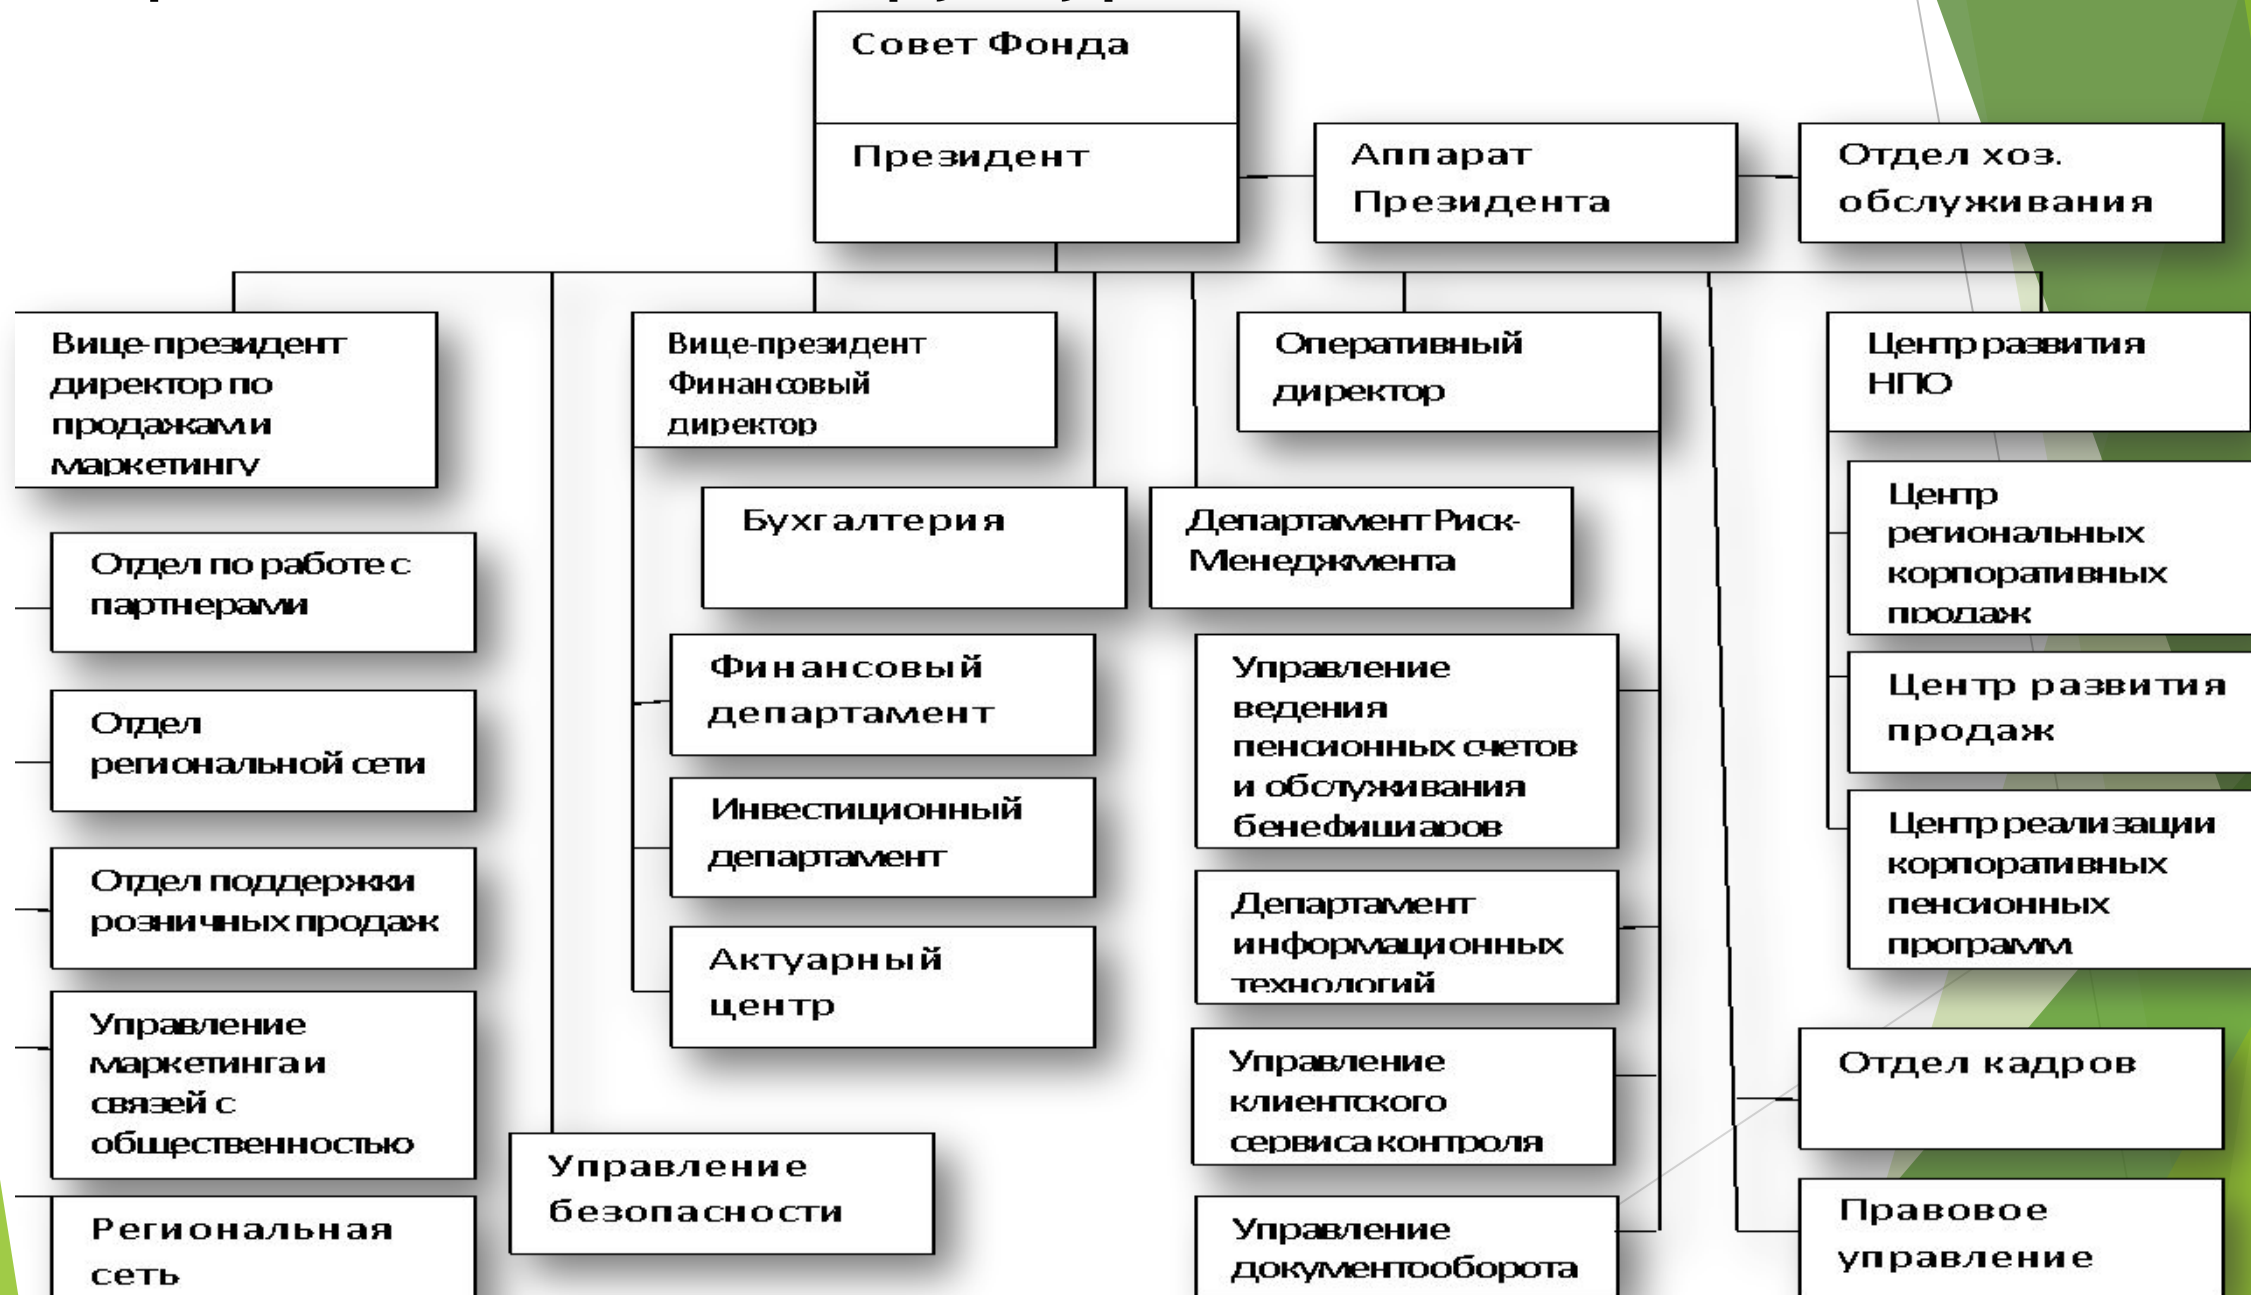 Совет Фонда
Президент
Аппарат
Президента
Отдел хоз.
обслуживания
Вице-президент
директор по
продажам и
маркетингу
Вице-президент
Финансовый
директор
Оперативный
директор
Центр развития
НПО
Бухгалтерия
Департамент Риск-
Менеджмента
Отдел по работе с
партнерами
Отдел
региональной сети
Отдел поддержки
розничных продаж
Управление
маркетинга и
связей с
общественностью
Региональная
сеть
Управление
безопасности
Финансовый
департамент
Инвестиционный
департамент
Актуарный
центр
Управление
ведения
пенсионных счетов
и обслуживания
бенефициаров
Департамент
информационных
технологий
Управление
клиентского
сервиса контроля
Управление
документооборота
Центр
региональных
корпоративных
продаж
Центр развития
продаж
Центр реализации
корпоративных
пенсионных
программ
Отдел кадров
Правовое
управление